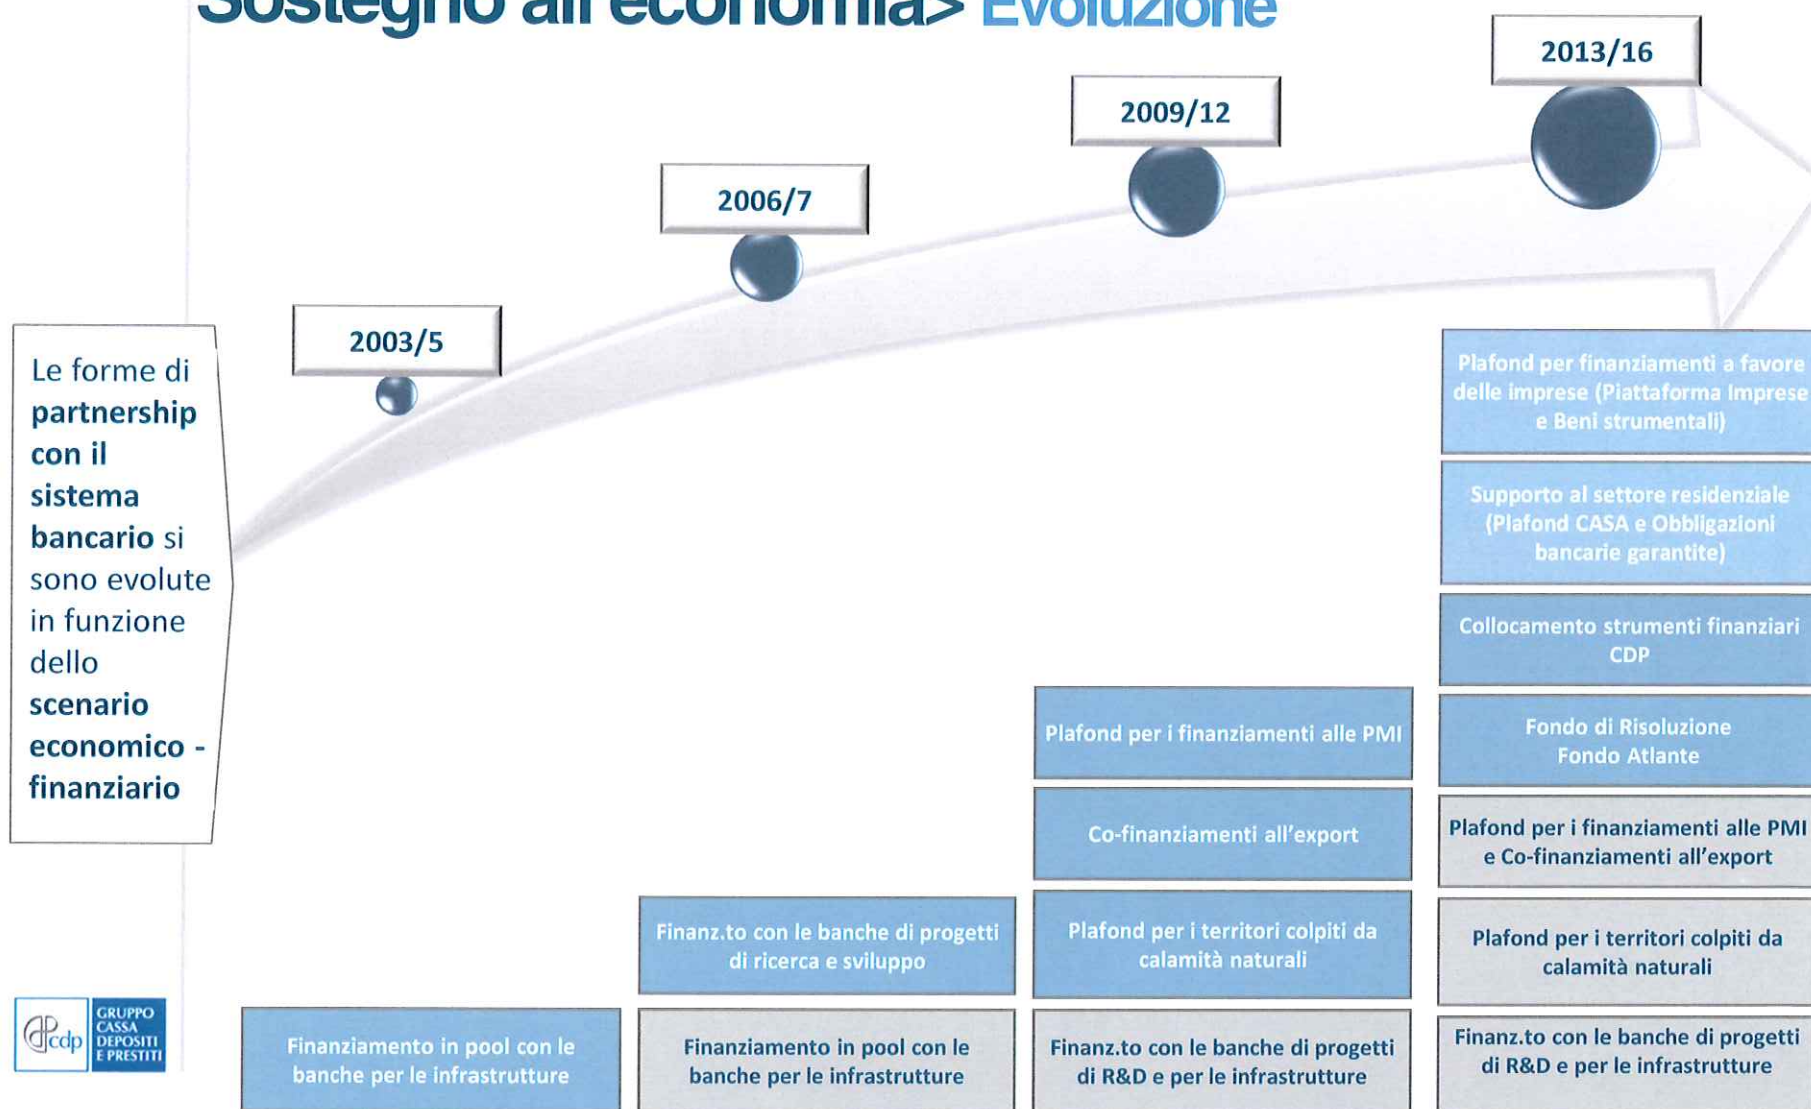 Sostegno all'economia> Evoluzione
2013/16
2009/12
2006/7
2003/5
Le forme di
partnership
con il
sistema
bancario si
sono evolute
in funzione
dello
scenario
economico -
finanziario
Plafond per finanziamenti a favore
delle imprese (Piattaforma Imprese
e Beni strumentali)
Supporto al settore residenziale
(Plafond CASA e Obbligazioni
bancarie garantite)
Collocamento strumenti finanziari
CDP
Fondo di Risoluzione
Fondo Atlante
Plafond per i finanziamenti alle PMI
e Co-finanziamenti all'export
Plafond per i territori colpiti da
calamità naturali
Finanz.to con le banche di progetti
di R&D e per le infrastrutture
Plafond per i finanziamenti alle PMI
Co-finanziamenti all'export
Plafond per i territori colpiti da
calamità naturali
Finanz.to con le banche di progetti
di R&D e per le infrastrutture
Finanz.to con le banche di progetti
di ricerca e sviluppo
Finanziamento in pool con le
banche per le infrastrutture
Finanziamento in pool con le
banche per le infrastrutture
cdp
GRUPPO
CASSA
DEPOSITI
E PRESTITI